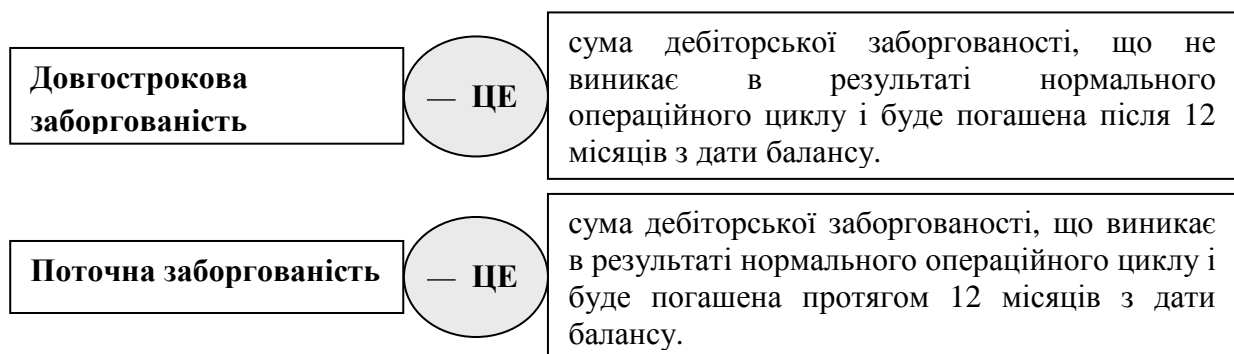 Довгострокова
заборгованість
— ЦЕ
сума дебіторської заборгованості, що не
виникає в результаті нормального
операційного циклу і буде погашена після 12
місяців з дати балансу.
Поточна заборгованість
— ЦЕ
сума дебіторської заборгованості, що виникає
в результаті нормального операційного циклу і
буде погашена протягом 12 місяців з дати
балансу.